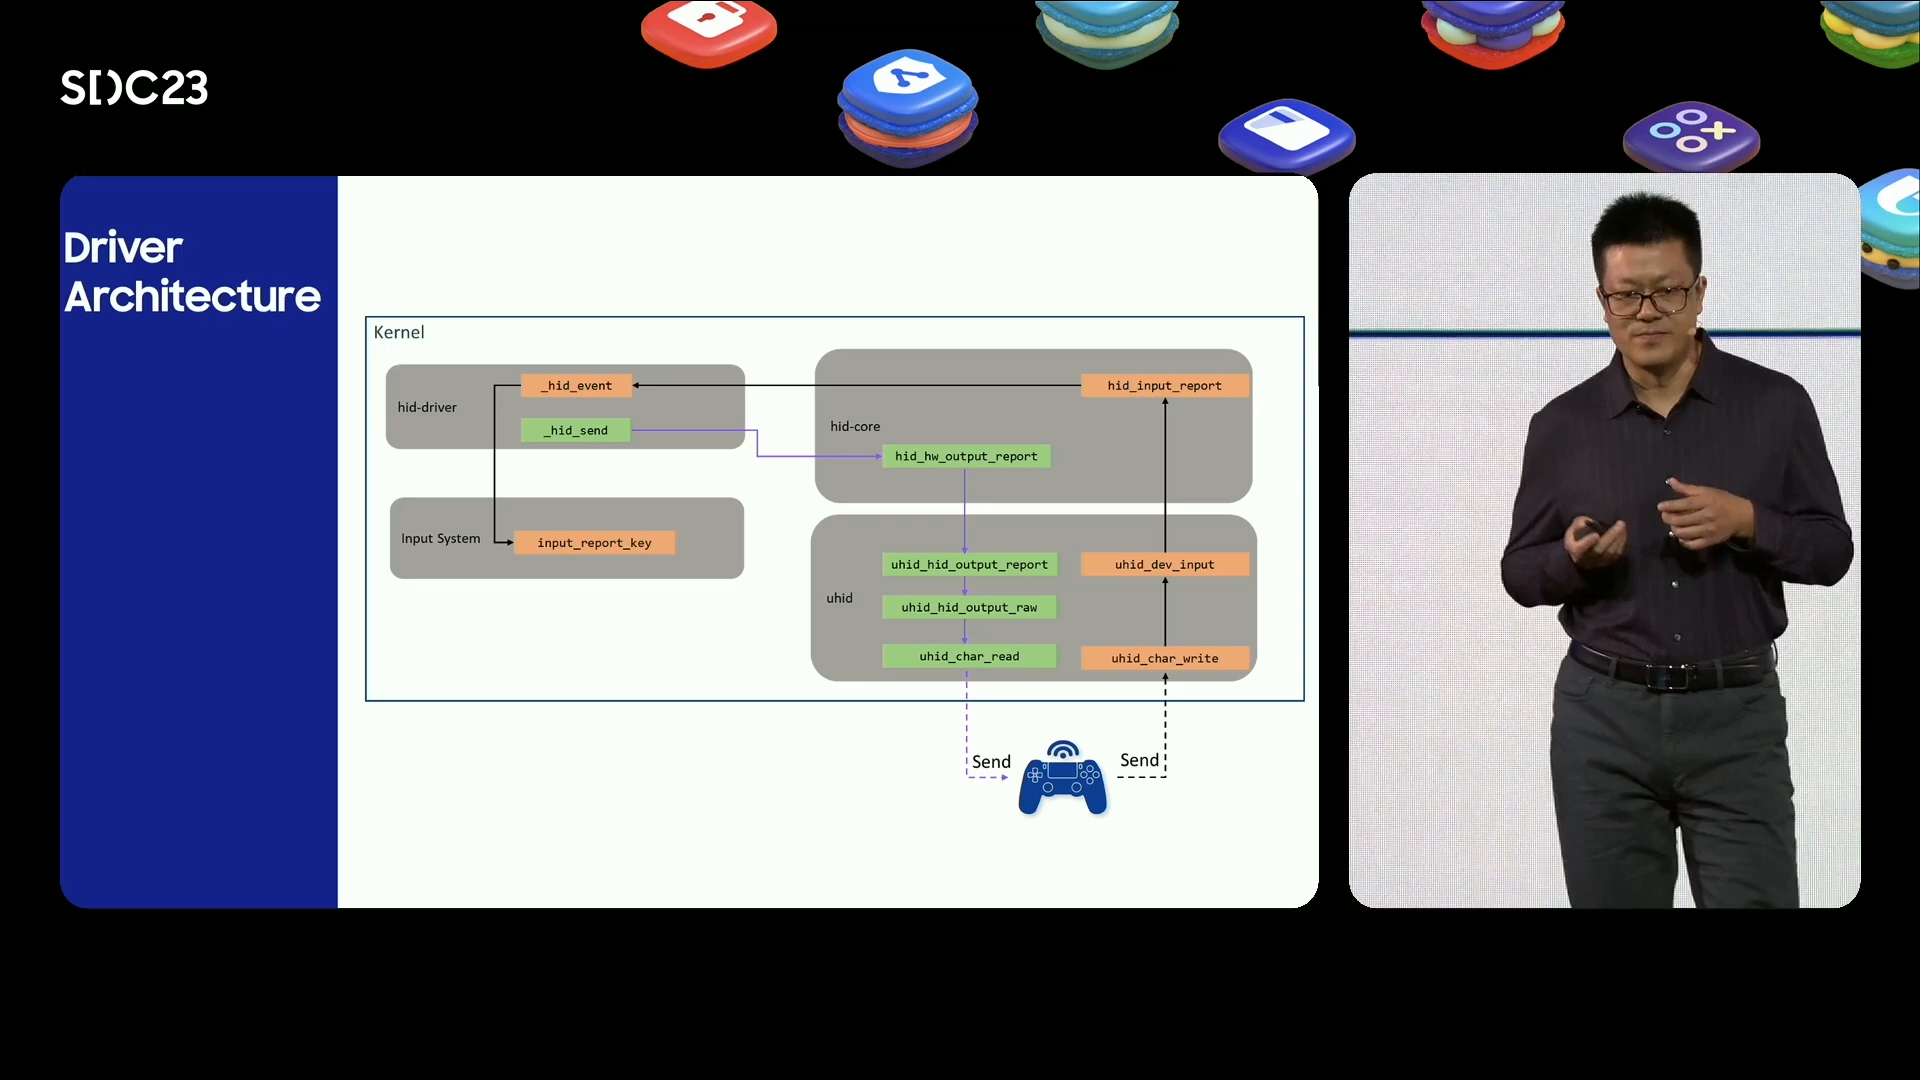 SDC23
Driver
Architecture
Kernel
_hid_event
hid-driver
_hid_send
hid_input_report
hid-core
hid_hw_output_report
Input System
input_report_key
uhid_hid_output_report
uhid_dev_input
uhid
uhid_hid_output_raw
uhid_char_read
uhid_char_write
Send
Send